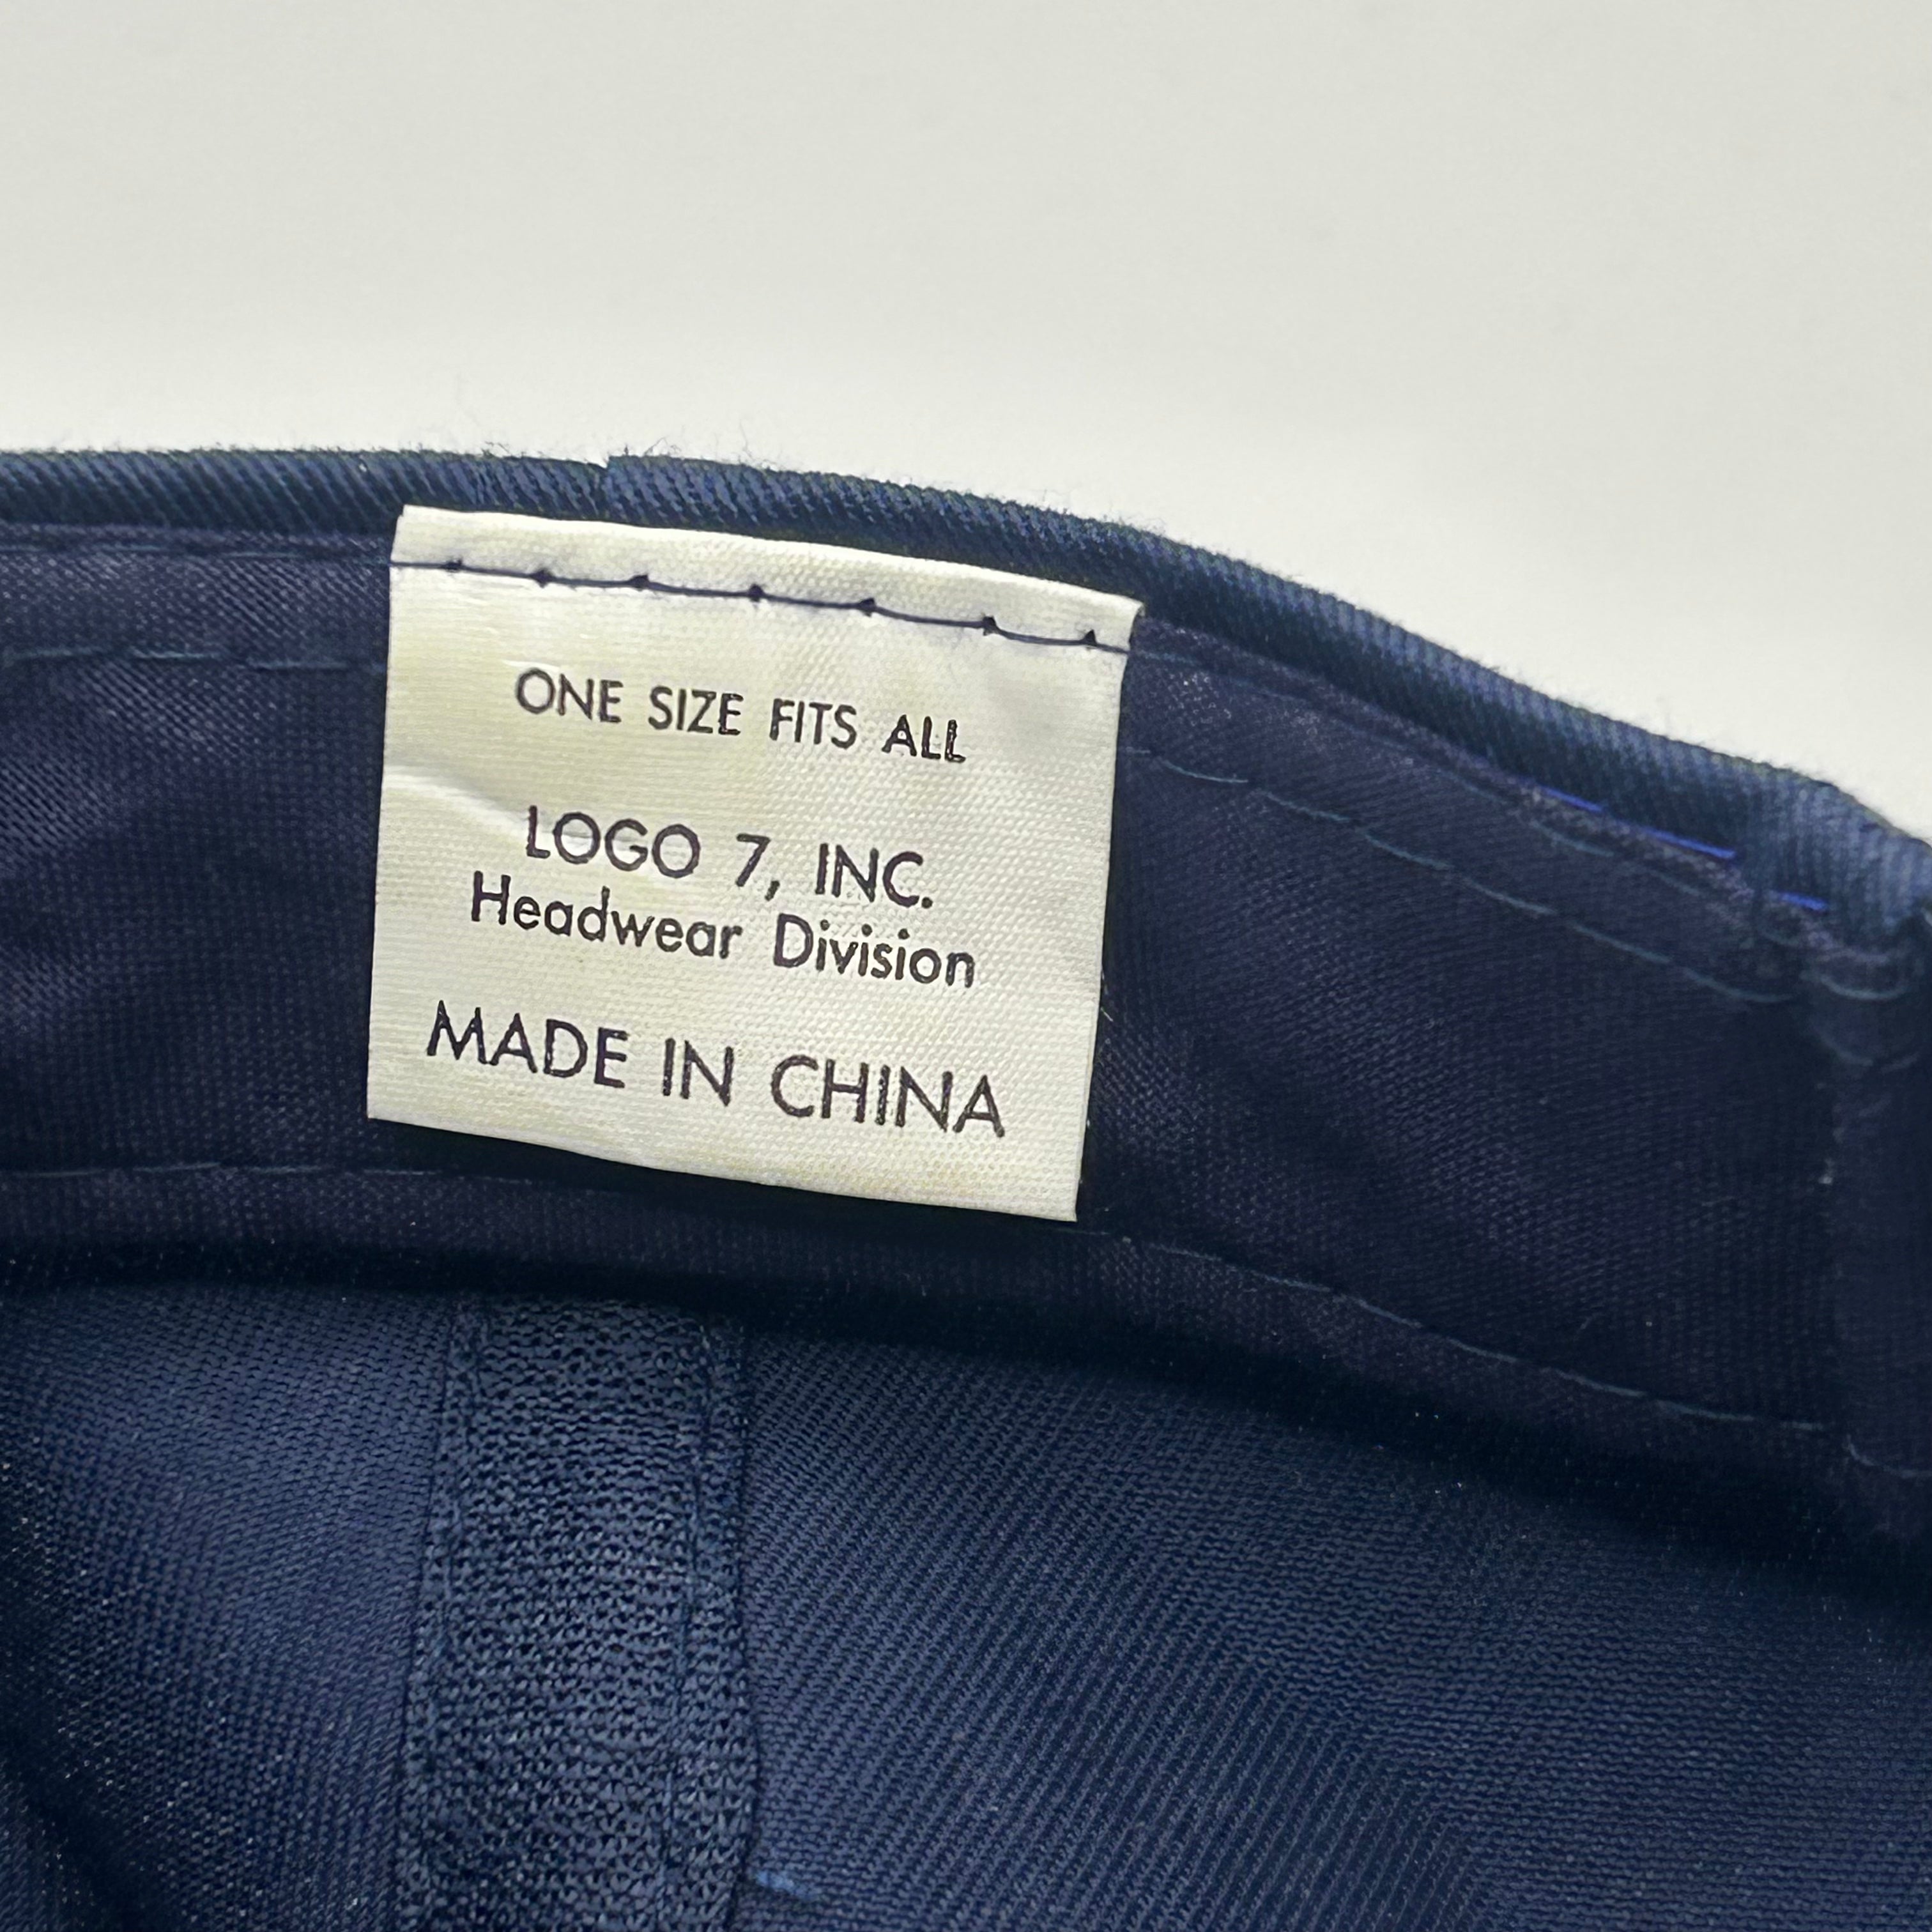 ONE SIZE FITS ALL
LOGO 7, INC.
Headwear Division
MADE IN CHINA